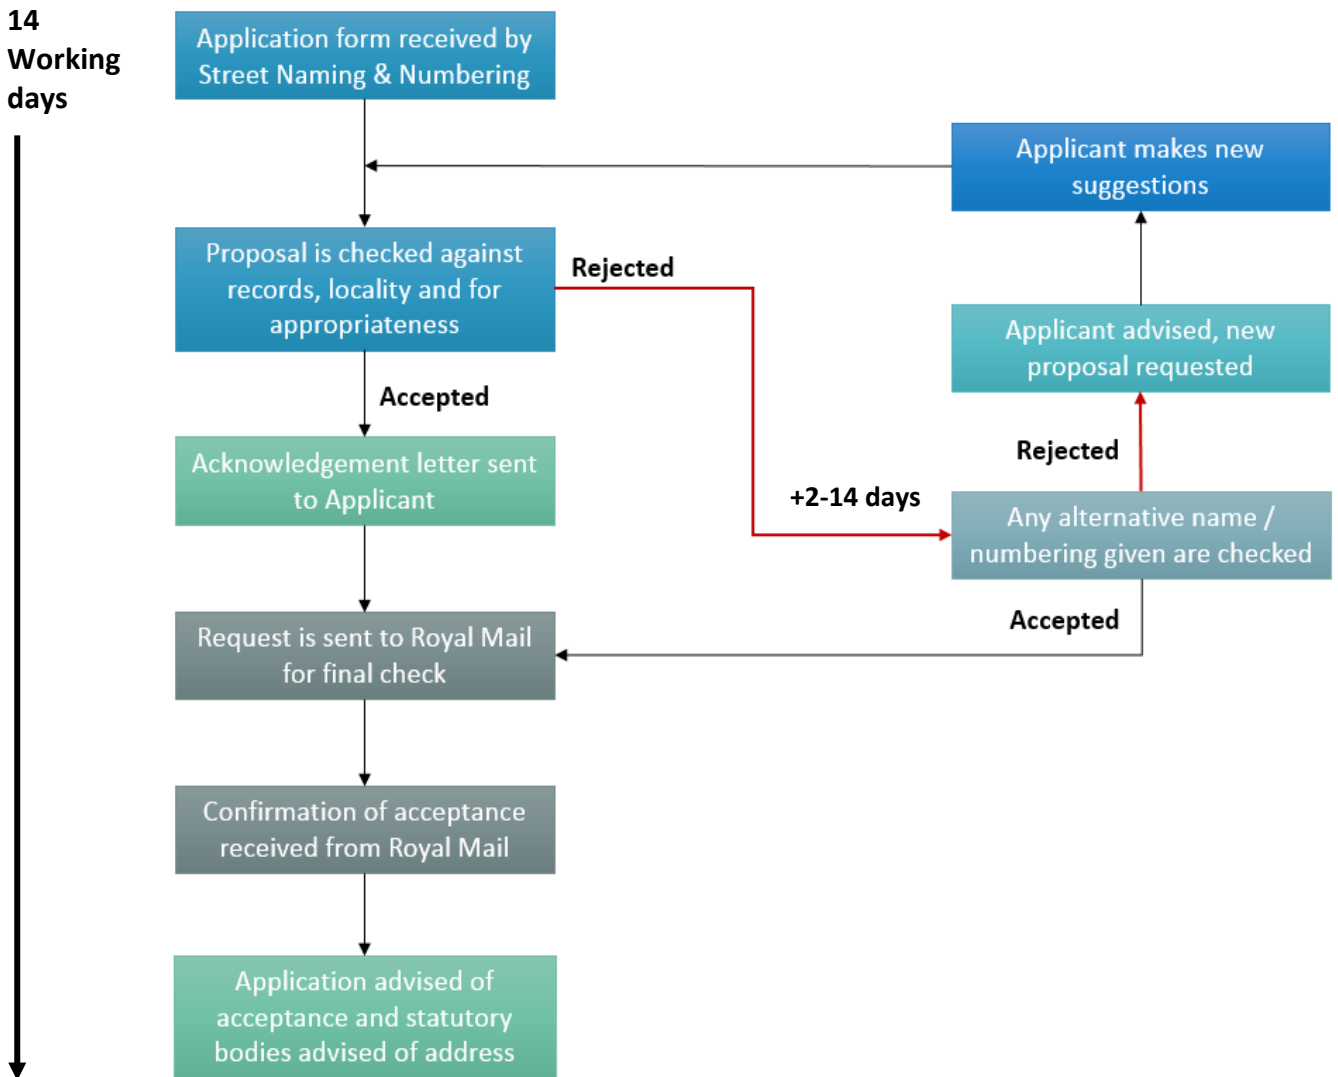 14
Working
days
Application form received by
Street Naming & Numbering
Applicant makes new
suggestions
Proposal is checked against
records, locality and for
appropriateness
Rejected
Applicant advised, new
proposal requested
Accepted
Rejected
Acknowledgement letter sent
to Applicant
+2-14 days
Any alternative name /
numbering given are checked
Accepted
Request is sent to Royal Mail
for final check
Confirmation of acceptance
received from Royal Mail
Application advised of
acceptance and statutory
bodies advised of address